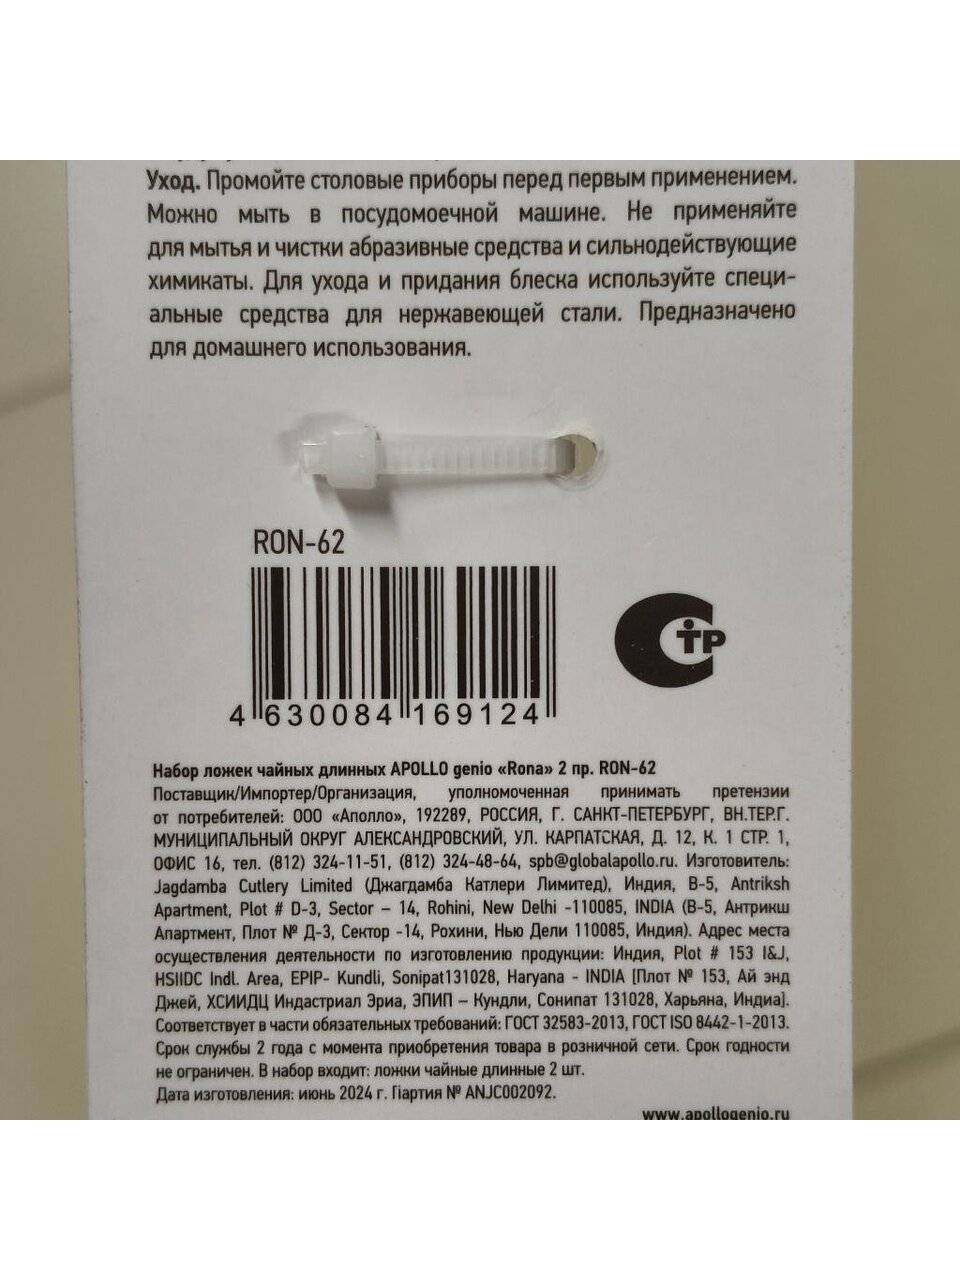 Уход. Промойте столовые приборы перед первым применением.
Можно мыть в посудомоечной машине. Не применяйте
для мытья и чистки абразивные средства и сильнодействующие
химикаты. Для ухода и придания блеска используйте специ-
альные средства для нержавеющей стали. Предназначено
для домашнего использования.
RON-62
4 630084 169124
Стр
Набор ложек чайных длинных APOLLO genio «Rona» 2 пр. RON-62
Поставщик/Импортер/Организация, уполномоченная принимать претензии
от потребителей: ООО «Аполло», 192289, РОССИЯ, Г. САНКТ-ПЕТЕРБУРГ, ВН.ТЕР.Г.
МУНИЦИПАЛЬНЫЙ ОКРУГ АЛЕКСАНДРОВСКИЙ, УЛ. КАРПАТСКАЯ, Д. 12, К. 1 СТР. 1,
ОФИС 16, тел. (812) 324-11-51, (812) 324-48-64, spb@globalapollo.ru. Изготовитель:
Jagdamba Cutlery Limited (Джагдамба Катлери Лимитед), Индия, B-5, Antriksh
Apartment, Plot # D-3, Sector – 14, Rohini, New Delhi -110085, INDIA (B-5, Антрикш
Апартмент, Плот № Д-3, Сектор -14, Рохини, Нью Дели 110085, Индия). Адрес места
осуществления деятельности по изготовлению продукции: Индия, Plot # 153 I&J,
HSIIDC Indl. Area, EPIP- Kundli, Sonipat131028, Haryana - INDIA [Плот № 153, Ай энд
Джей, ХСИИДЦ Индастриал Эриа, ЭПИП – Кундли, Сонипат 131028, Харьяна, Индиа].
Соответствует в части обязательных требований: ГОСТ 32583-2013, ГОСТ ISO 8442-1-2013.
Срок службы 2 года с момента приобретения товара в розничной сети. Срок годности
не ограничен. В набор входит: ложки чайные длинные 2 шт.
Дата изготовления: июнь 2024 г. Партия № ANJC002092.
www.apollogenio.ru